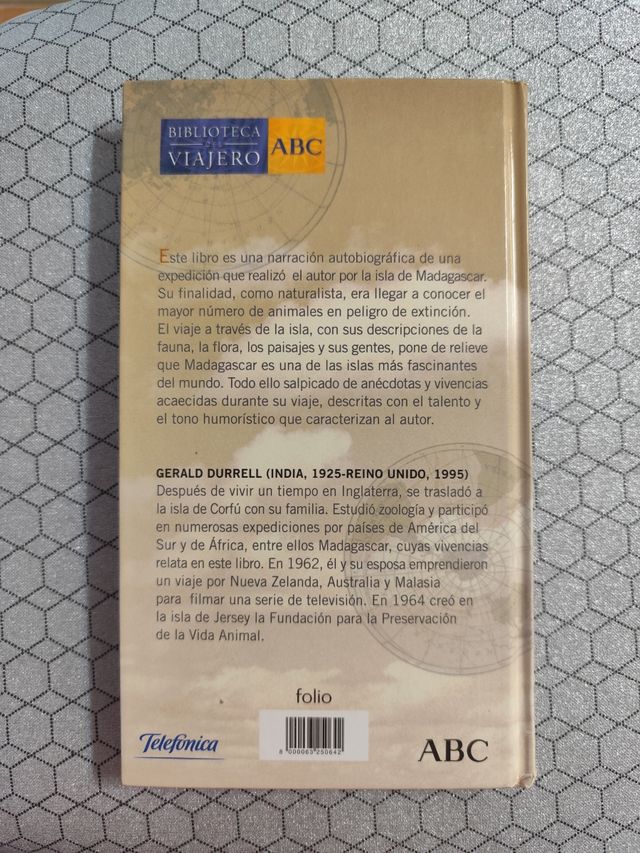 BIBLIOTECA
DEL
VIAJERO
ABC
Este libro es una narración autobiográfica de una
expedición que realizó el autor por la isla de Madagascar.
Su finalidad, como naturalista, era llegar a conocer el
mayor número de animales en peligro de extinción.
El viaje a través de la isla, con sus descripciones de la
fauna, la flora, los paisajes y sus gentes, pone de relieve
que Madagascar es una de las islas más fascinantes
del mundo. Todo ello salpicado de anécdotas y vivencias
acaecidas durante su viaje, descritas con el talento y
el tono humorístico que caracterizan al autor.
GERALD DURRELL (INDIA, 1925-REINO UNIDO, 1995)
Después de vivir un tiempo en Inglaterra, se trasladó a
la isla de Corfú con su familia. Estudió zoología y participó
en numerosas expediciones por países de América del
Sur y de África, entre ellos Madagascar, cuyas vivencias
relata en este libro. En 1962, él y su esposa emprendieron
un viaje por Nueva Zelanda, Australia y Malasia
para filmar una serie de televisión. En 1964 creó en
la isla de Jersey la Fundación para la Preservación
de la Vida Animal.
folio
Telefónica
8 000063 250642
ABC